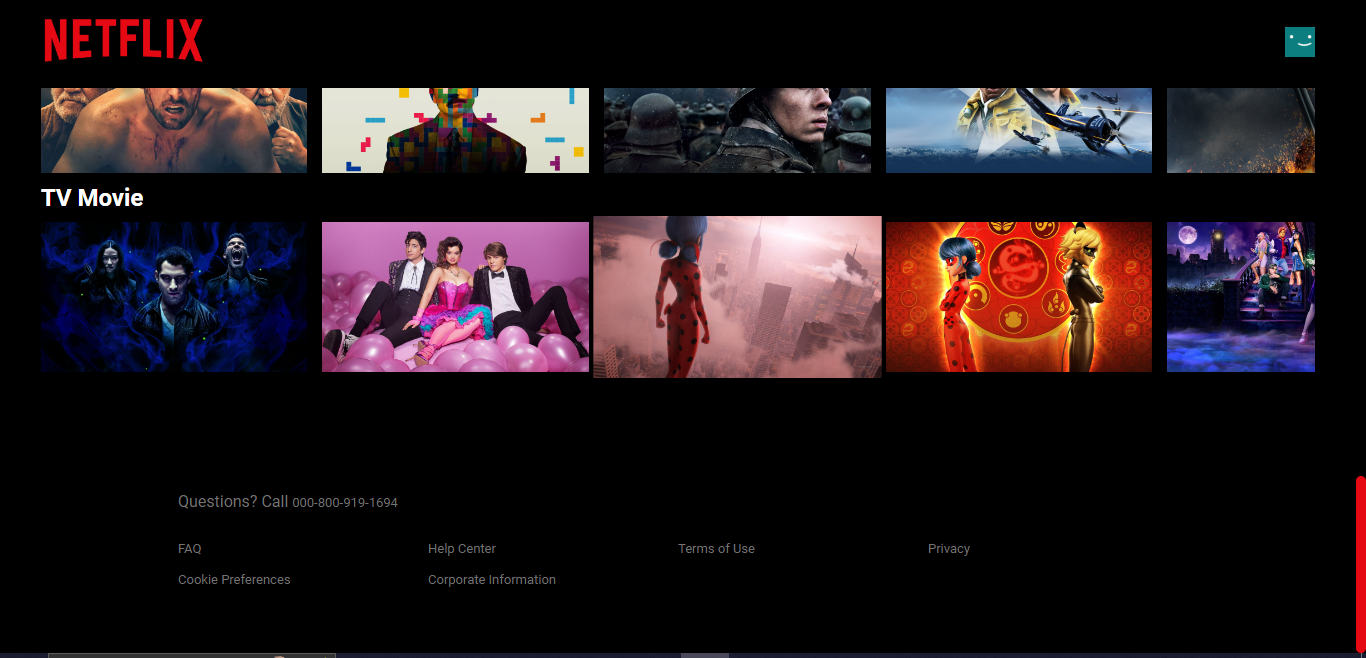 NETFLIX
TV Movie
Questions? Call 000-800-919-1694
FAQ Help Center Terms of Use Privacy
Cookie Preferences Corporate Information